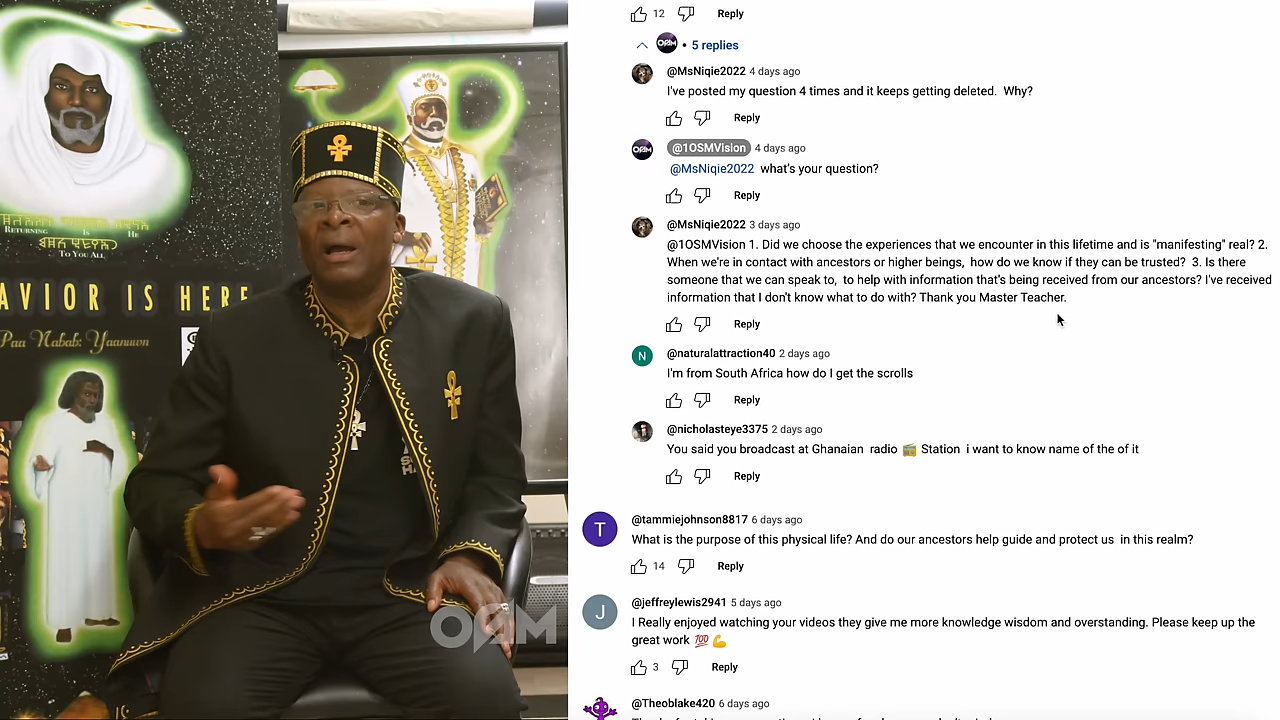 RETURNING IS HE
TO YOU ALL
AVIOR IS HERE
Paa Nabab: Yaanuwn
OPM
12 Reply
OPM • 5 replies
@MsNiqie2022 4 days ago
I've posted my question 4 times and it keeps getting deleted. Why?
Reply
OPM @1OSMVision 4 days ago
@MsNiqie2022 what's your question?
Reply
@MsNiqie2022 3 days ago
@1OSMVision 1. Did we choose the experiences that we encounter in this lifetime and is "manifesting" real? 2.
When we're in contact with ancestors or higher beings, how do we know if they can be trusted? 3. Is there
someone that we can speak to, to help with information that's being received from our ancestors? I've received
information that I don't know what to do with? Thank you Master Teacher.
Reply
N @naturalattraction40 2 days ago
I'm from South Africa how do I get the scrolls
Reply
@nicholasteye3375 2 days ago
You said you broadcast at Ghanaian radio 📻 Station i want to know name of the of it
Reply
T @tammiejohnson8817 6 days ago
What is the purpose of this physical life? And do our ancestors help guide and protect us in this realm?
14 Reply
J @jeffreylewis2941 5 days ago
I Really enjoyed watching your videos they give me more knowledge wisdom and overstanding. Please keep up the
great work 💯 💪
3 Reply
@Theoblake420 6 days ago